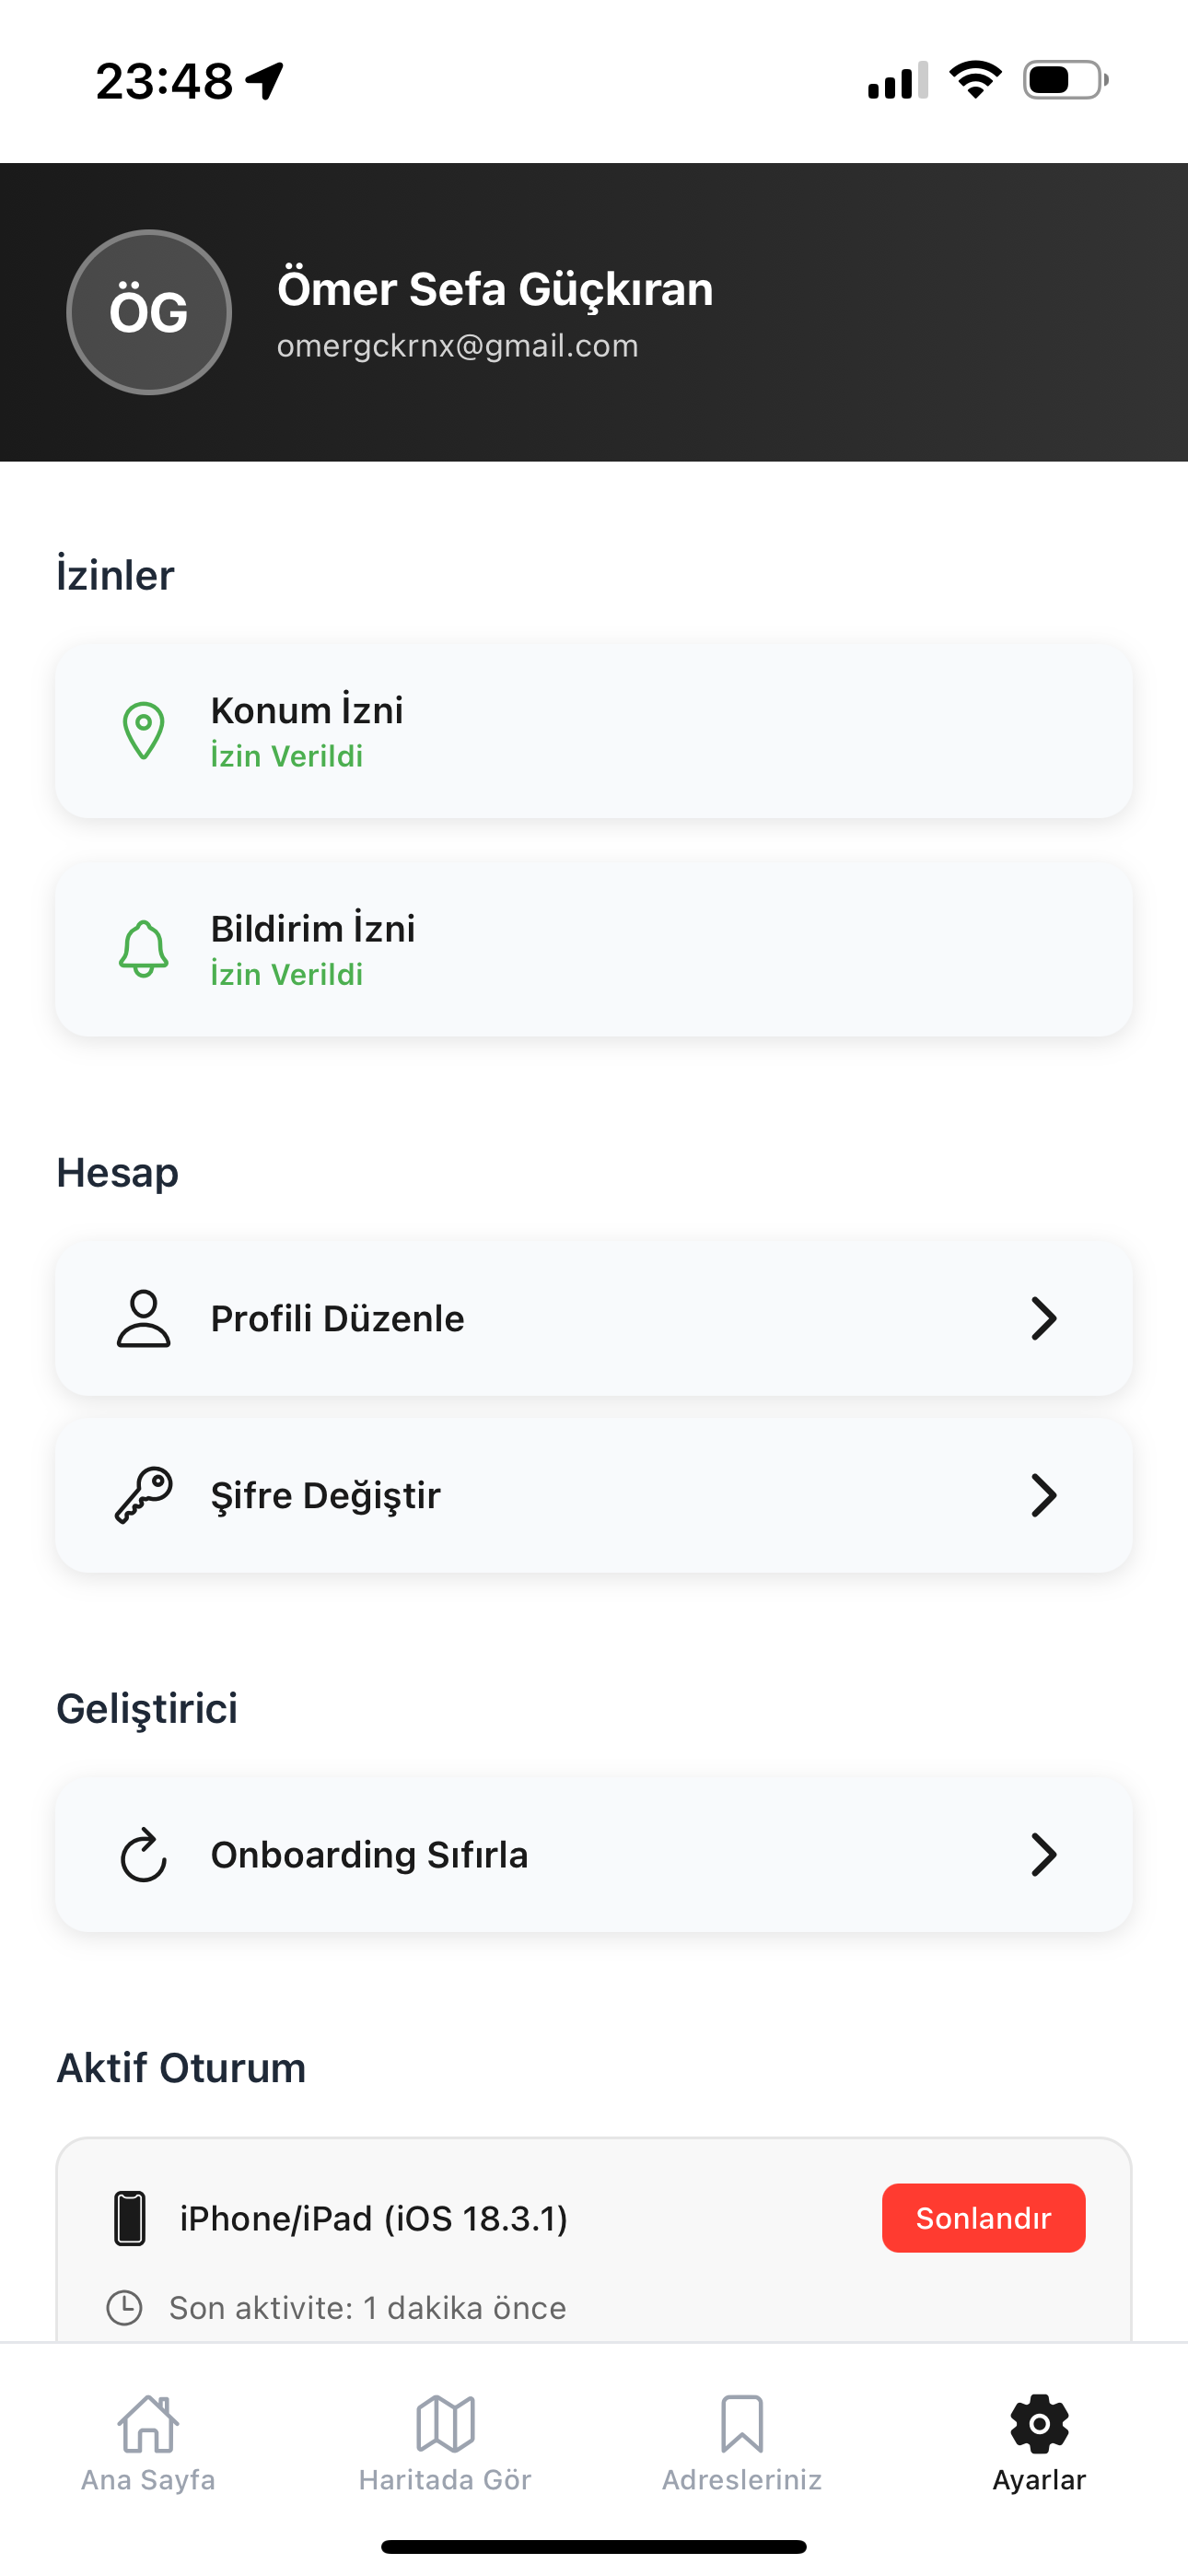 23:48
ÖG
Ömer Sefa Güçkıran
omergckrnx@gmail.com
İzinler
Konum İzni
İzin Verildi
Bildirim İzni
İzin Verildi
Hesap
Profili Düzenle
Şifre Değiştir
Geliştirici
Onboarding Sıfırla
Aktif Oturum
iPhone/iPad (iOS 18.3.1)
Sonlandır
Son aktivite: 1 dakika önce
Ana Sayfa
Haritada Gör
Adresleriniz
Ayarlar